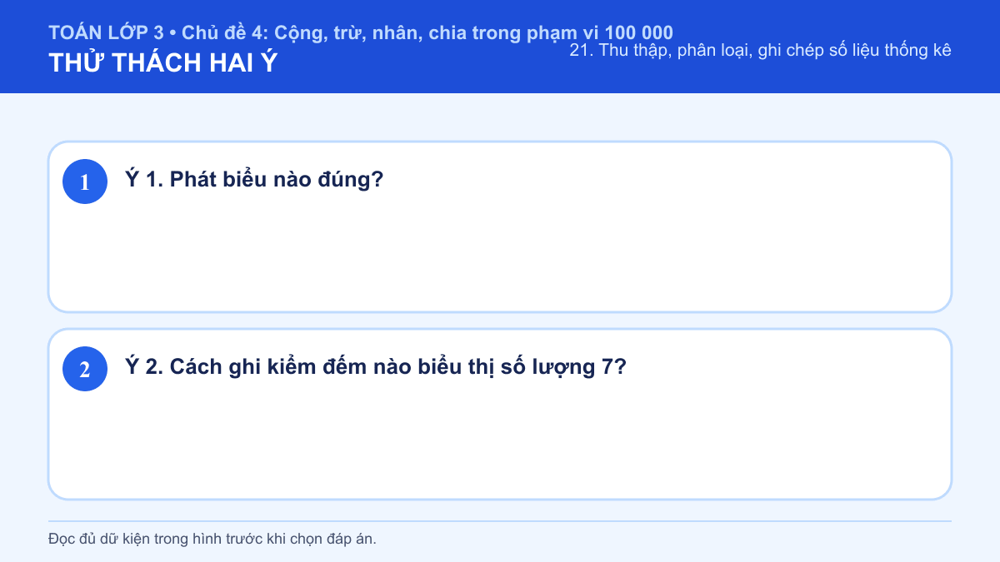 TOÁN LỚP 3 • Chủ đề 4: Cộng, trừ, nhân, chia trong phạm vi 100 000
THỬ THÁCH HAI Ý
21. Thu thập, phân loại, ghi chép số liệu thống kê
1
Ý 1. Phát biểu nào đúng?
2
Ý 2. Cách ghi kiểm đếm nào biểu thị số lượng 7?
Đọc đủ dữ kiện trong hình trước khi chọn đáp án.